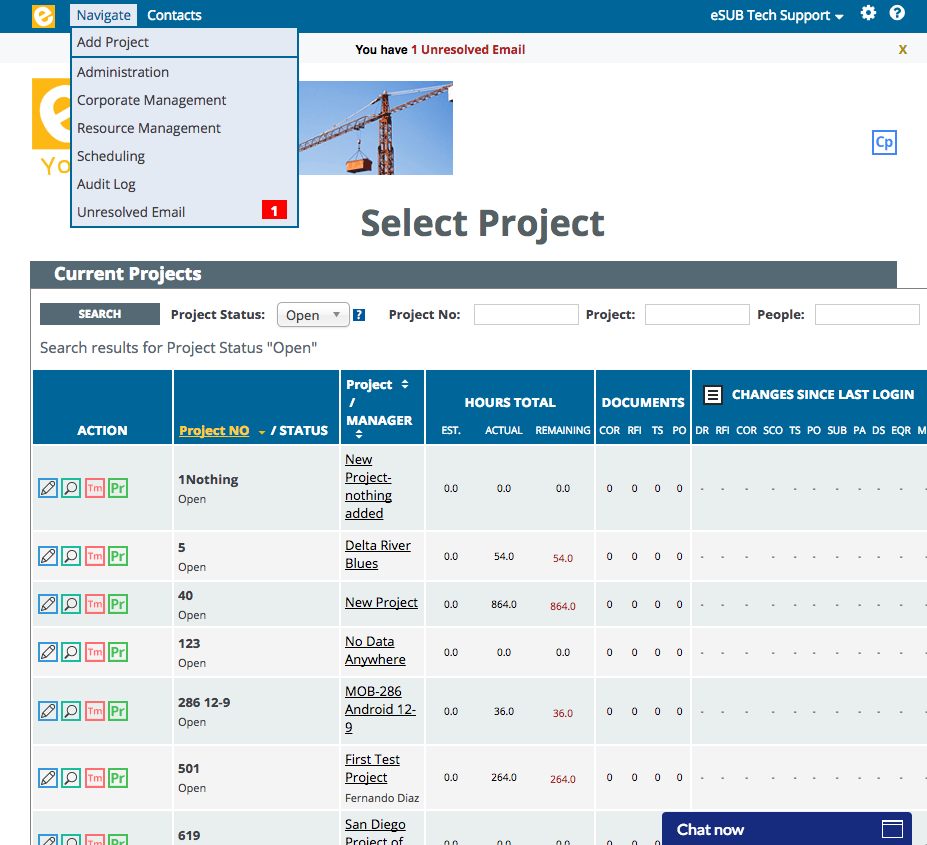 Navigate Contacts eSUB Tech Support
Add Project
You have 1 Unresolved Email X
Administration
Corporate Management
Resource Management
Scheduling
Audit Log
Unresolved Email 1
Yo
Cp
Select Project
Current Projects
SEARCH Project Status: Open ? Project No: Project: People:
Search results for Project Status "Open"
ACTION
Project NO / STATUS
Project
/
MANAGER
HOURS TOTAL
EST. ACTUAL REMAINING
DOCUMENTS
COR RFI TS PO
CHANGES SINCE LAST LOGIN
DR RFI COR SCO TS PO SUB PA DS EQR M
Tm Pr
1Nothing
Open
New
Project-
nothing
added
0.0 0.0 0.0 0 0 0 0 - - - - - - - - - - -
Tm Pr
5
Open
Delta River
Blues
0.0 54.0 54.0 0 0 0 0 - - - - - - - - - - -
Tm Pr
40
Open
New Project
0.0 864.0 864.0 0 0 0 0 - - - - - - - - - - -
Tm Pr
123
Open
No Data
Anywhere
0.0 0.0 0.0 0 0 0 0 - - - - - - - - - - -
Tm Pr
286 12-9
Open
MOB-286
Android 12-
9
0.0 36.0 36.0 0 0 0 0 - - - - - - - - - - -
Tm Pr
501
Open
First Test
Project
Fernando Diaz
0.0 264.0 264.0 0 0 0 0 - - - - - - - - - - -
Tm Pr
619
San Diego
Project of
0.0 0.0 0.0 0
Chat now